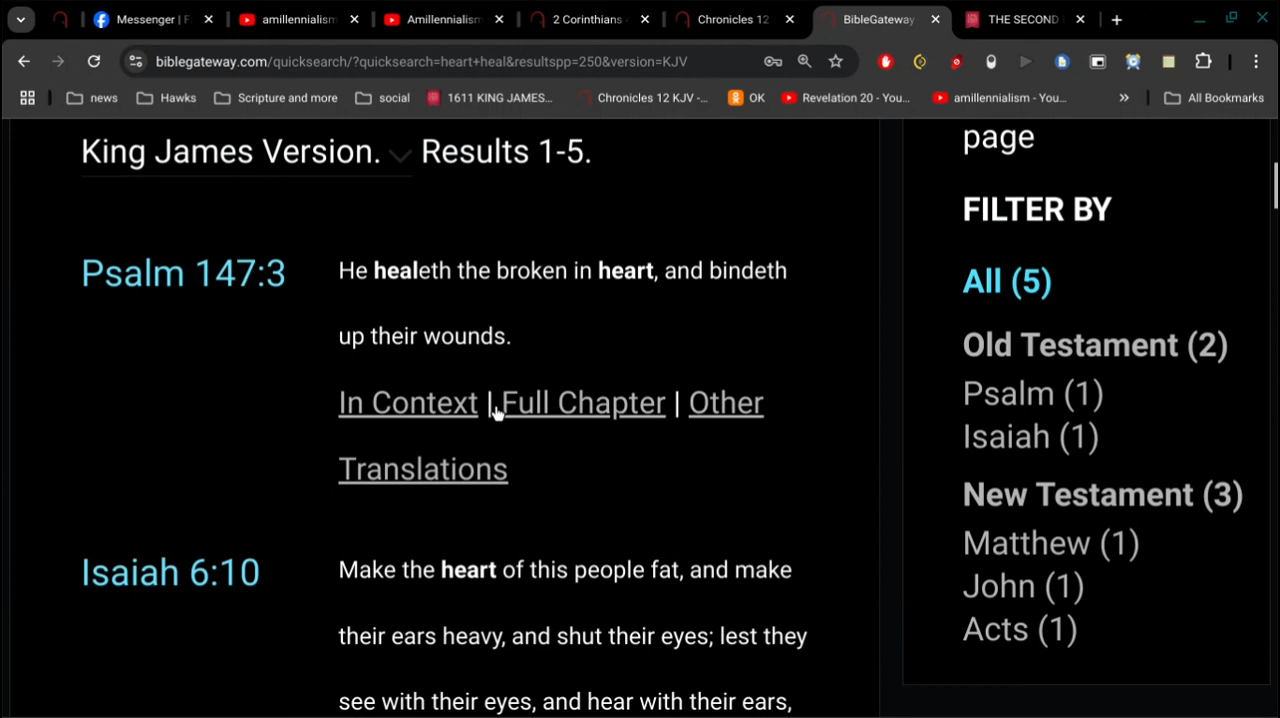 Messenger | F
amillennialism
Amillennialism
2 Corinthians
Chronicles 12
BibleGateway
THE SECOND
biblegateway.com/quicksearch/?quicksearch=heart+heal&resultspp=250&version=KJV
news
Hawks
Scripture and more
social
1611 KING JAMES...
Chronicles 12 KJV -...
OK
Revelation 20 - You...
amillennialism - You...
»
All Bookmarks
King James Version. Results 1-5.
Psalm 147:3
He healeth the broken in heart, and bindeth
up their wounds.
In Context | Full Chapter | Other
Translations
Isaiah 6:10
Make the heart of this people fat, and make
their ears heavy, and shut their eyes; lest they
see with their eyes, and hear with their ears,
page
FILTER BY
All (5)
Old Testament (2)
Psalm (1)
Isaiah (1)
New Testament (3)
Matthew (1)
John (1)
Acts (1)